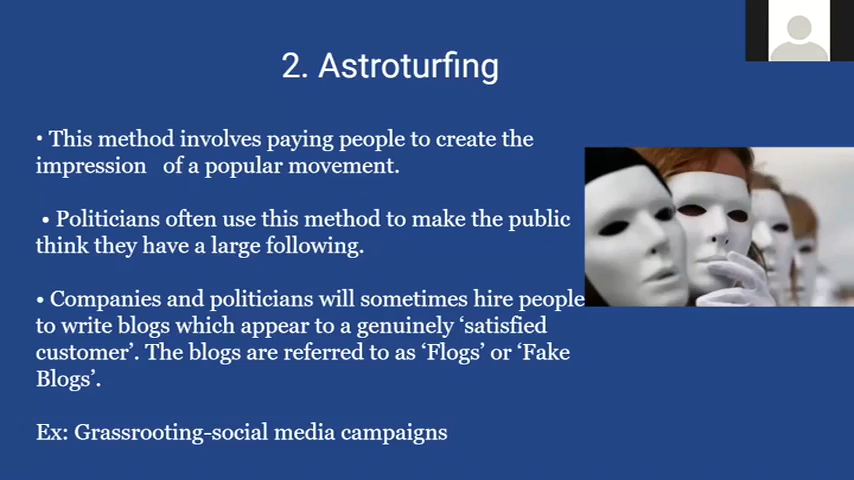 2. Astroturfing
• This method involves paying people to create the
impression of a popular movement.
• Politicians often use this method to make the public
think they have a large following.
• Companies and politicians will sometimes hire people
to write blogs which appear to a genuinely ‘satisfied
customer’. The blogs are referred to as ‘Flogs’ or ‘Fake
Blogs’.
Ex: Grassrooting-social media campaigns